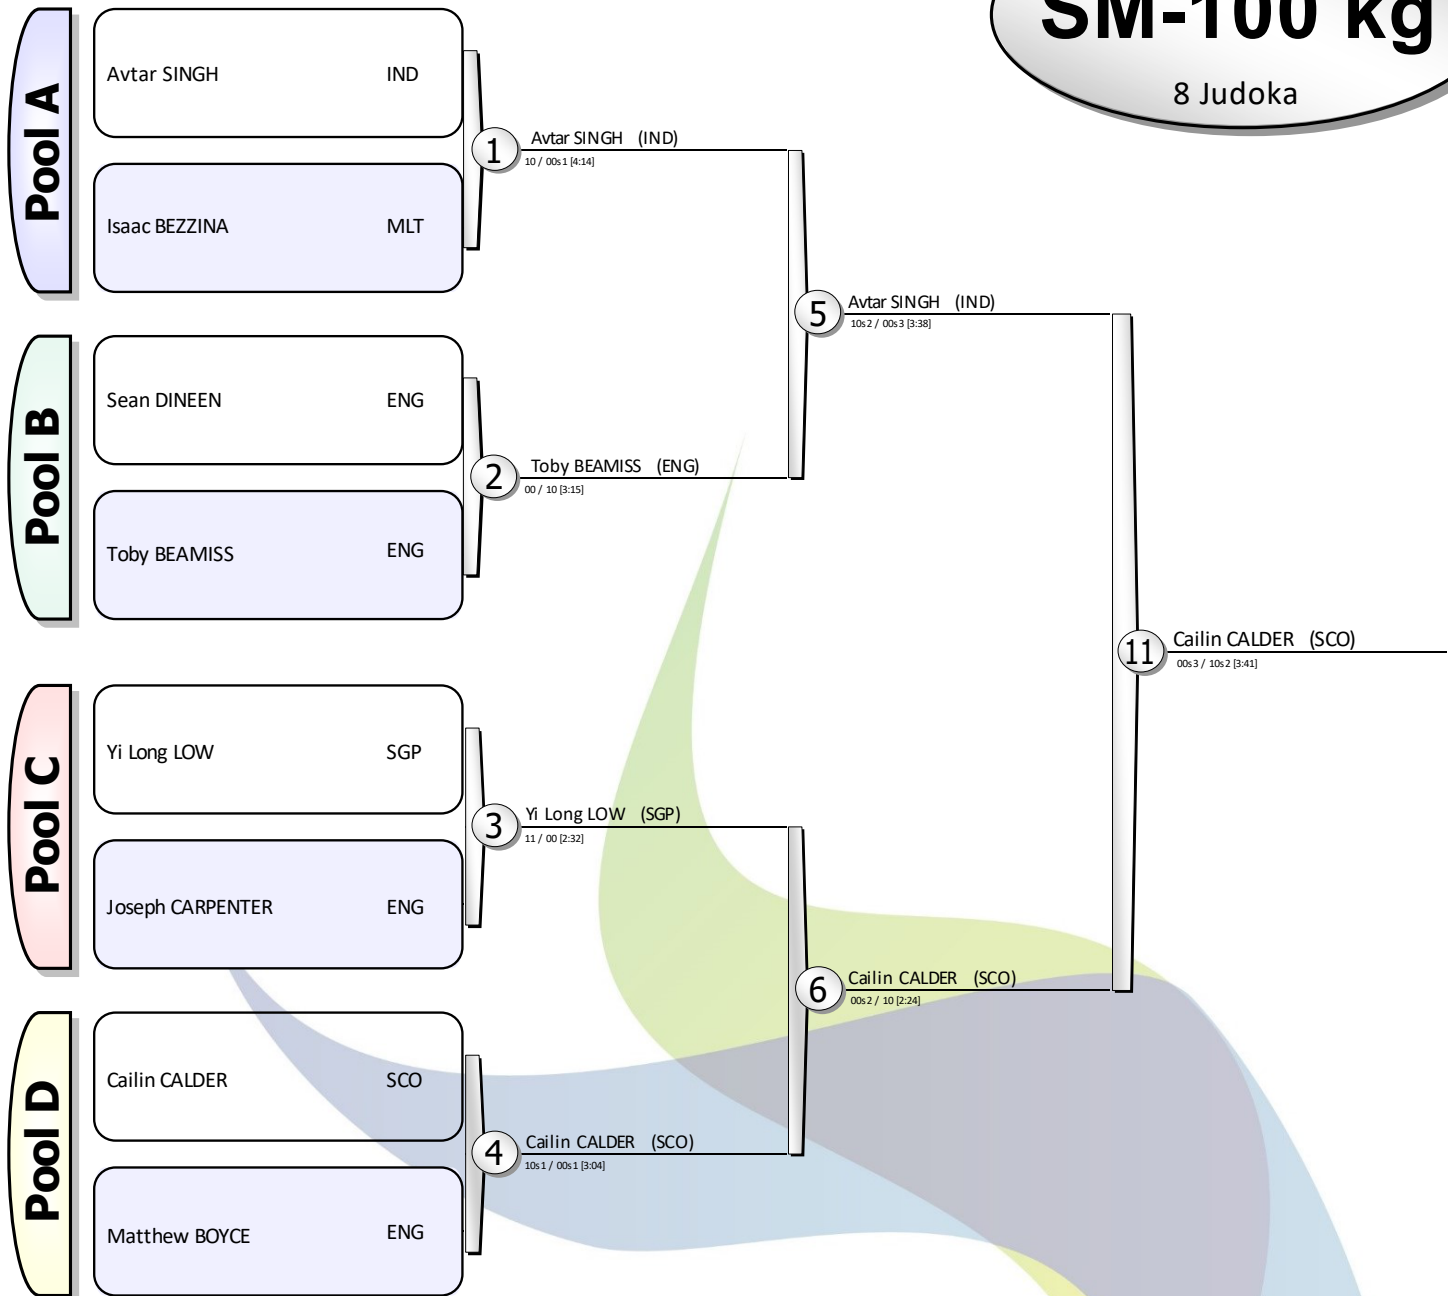 SM-100 kg
8 Judoka
Pool A
Avtar SINGH IND
Isaac BEZZINA MLT
1
Avtar SINGH (IND)
10 / 00s1 [4:14]
5
Avtar SINGH (IND)
10s2 / 00s3 [3:38]
Pool B
Sean DINEEN ENG
Toby BEAMISS ENG
2
Toby BEAMISS (ENG)
00 / 10 [3:15]
11
Cailin CALDER (SCO)
00s3 / 10s2 [3:41]
Pool C
Yi Long LOW SGP
Joseph CARPENTER ENG
3
Yi Long LOW (SGP)
11 / 00 [2:32]
6
Cailin CALDER (SCO)
00s2 / 10 [2:24]
Pool D
Cailin CALDER SCO
Matthew BOYCE ENG
4
Cailin CALDER (SCO)
10s1 / 00s1 [3:04]